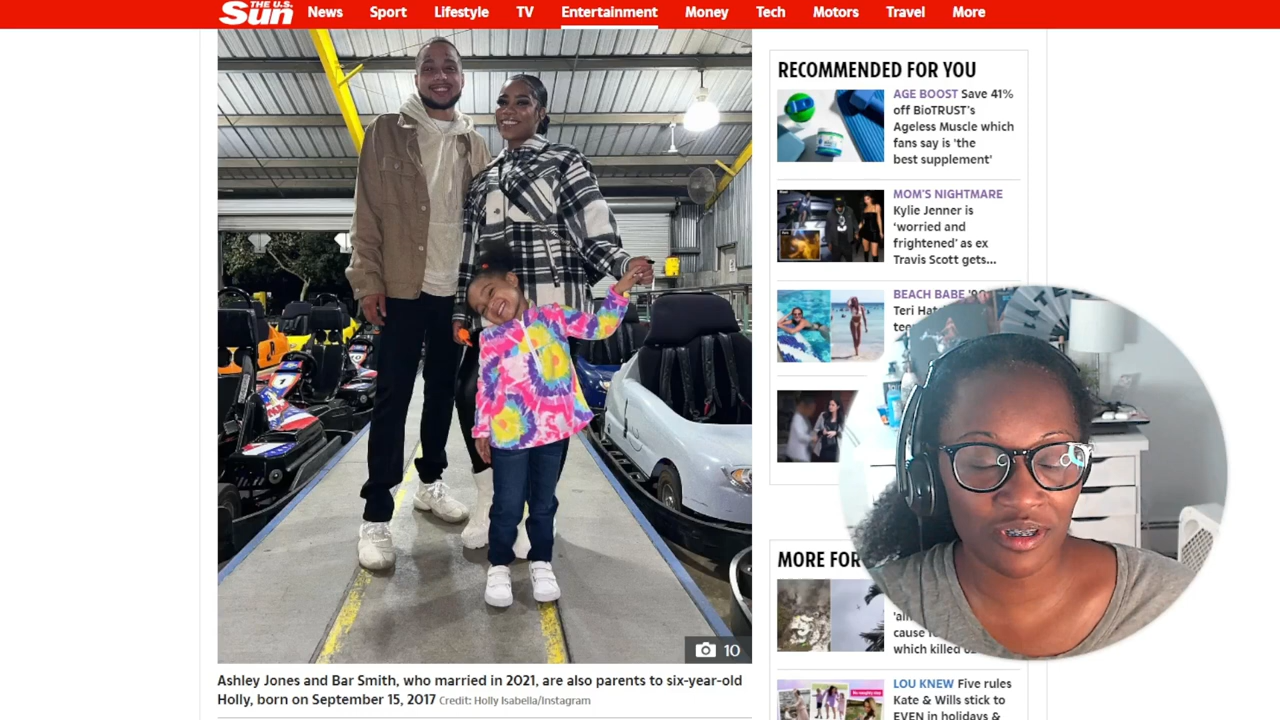 THE U.S.
Sun
News Sport Lifestyle TV Entertainment Money Tech Motors Travel More
10
Ashley Jones and Bar Smith, who married in 2021, are also parents to six-year-old
Holly, born on September 15, 2017 Credit: Holly Isabella/Instagram
RECOMMENDED FOR YOU
AGE BOOST Save 41%
off BioTRUST's
Ageless Muscle which
fans say is 'the
best supplement'
MOM'S NIGHTMARE
Kylie Jenner is
'worried and
frightened' as ex
Travis Scott gets...
BEACH BABE
Teri
MORE FOR
cause
which killed
LOU KNEW Five rules
Kate & Wills stick to
EVEN in holidays &